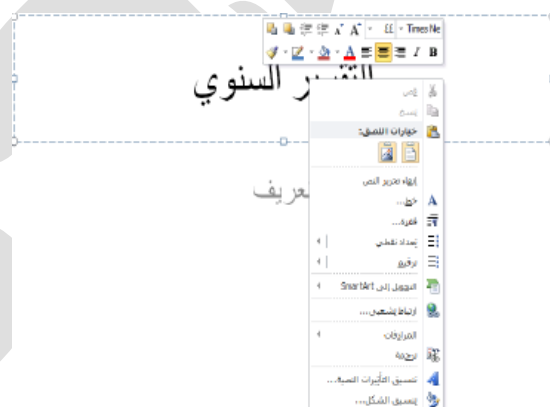 Times Ne
التقرير السنوي
قص
نسخ
خيارات اللصق:
إنهاء تحرير النص
تعريف
خط...
فقرة...
تعداد نقطي
ترقيم
التحويل إلى SmartArt
ارتباط تشعبي...
المرادفات
ترجمة
تنسيق التأثيرات النصية...
تنسيق الشكل...